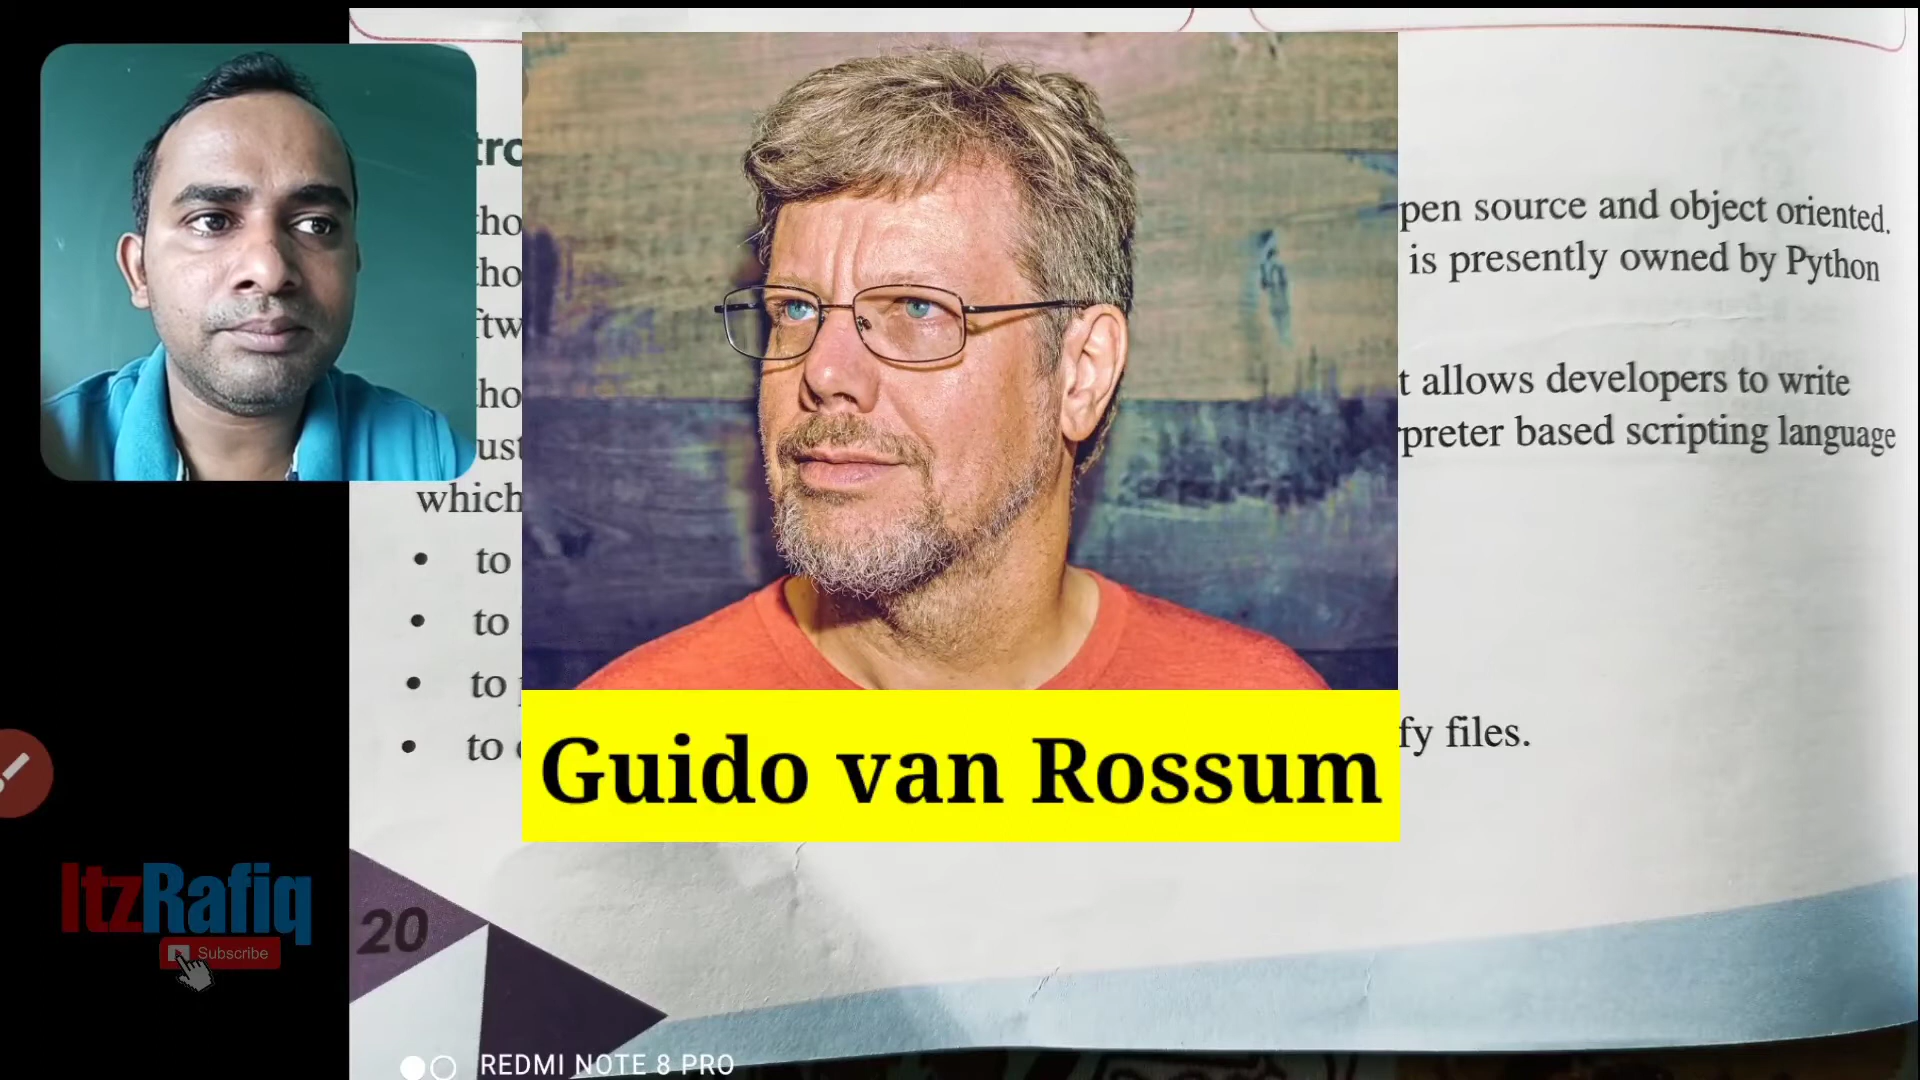 tro
tho
pen source and object oriented.
tho
is presently owned by Python
ftw
tho
t allows developers to write
ust
rpreter based scripting language
which
• to
• to
• to
• to
fy files.
Guido van Rossum
ItzRafiq
Subscribe
20
REDMI NOTE 8 PRO